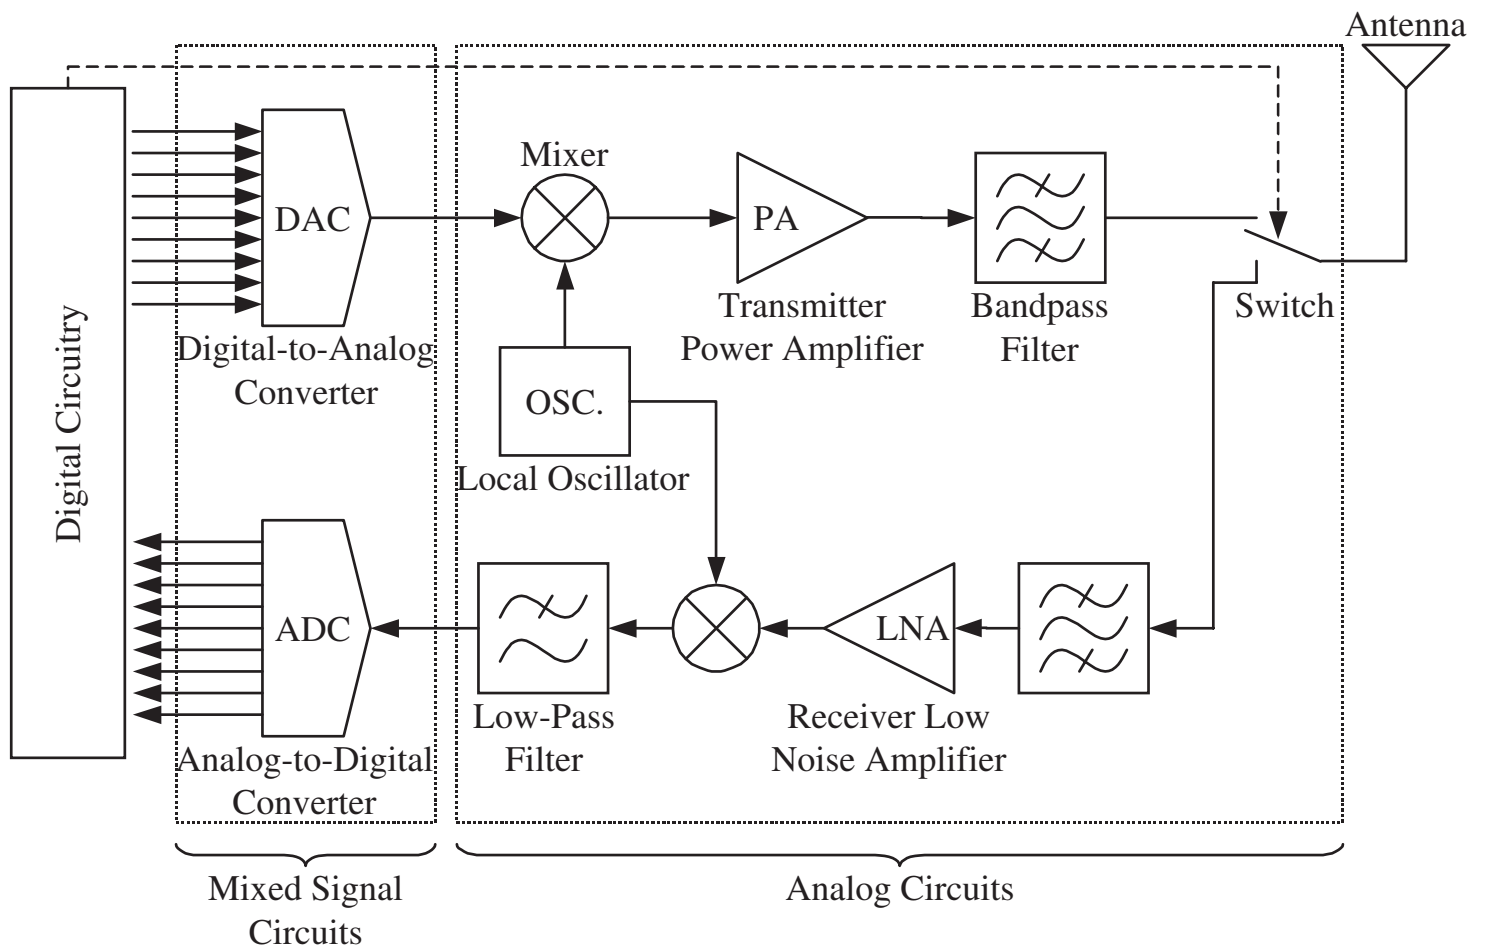 Antenna
Mixer
DAC
PA
Digital-to-Analog
Converter
Transmitter
Power Amplifier
Bandpass
Filter
Switch
Digital Circuitry
OSC.
Local Oscillator
ADC
LNA
Analog-to-Digital
Converter
Low-Pass
Filter
Receiver Low
Noise Amplifier
Mixed Signal
Circuits
Analog Circuits